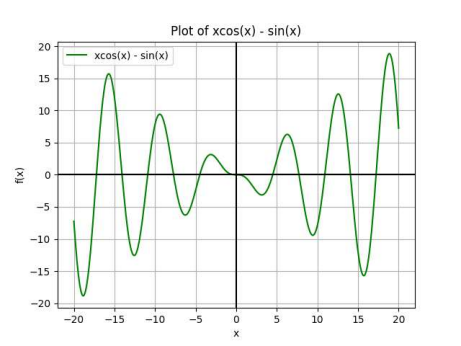 Plot of xcos(x) - sin(x)
xcos(x) - sin(x)
f(x)
20
15
10
5
0
−5
−10
−15
−20
−20 −15 −10 −5 0 5 10 15 20
x